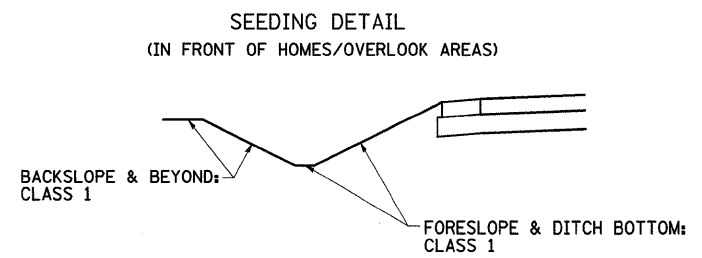 SEEDING DETAIL
(IN FRONT OF HOMES/OVERLOOK AREAS)
BACKSLOPE & BEYOND:
CLASS 1
FORESLOPE & DITCH BOTTOM:
CLASS 1